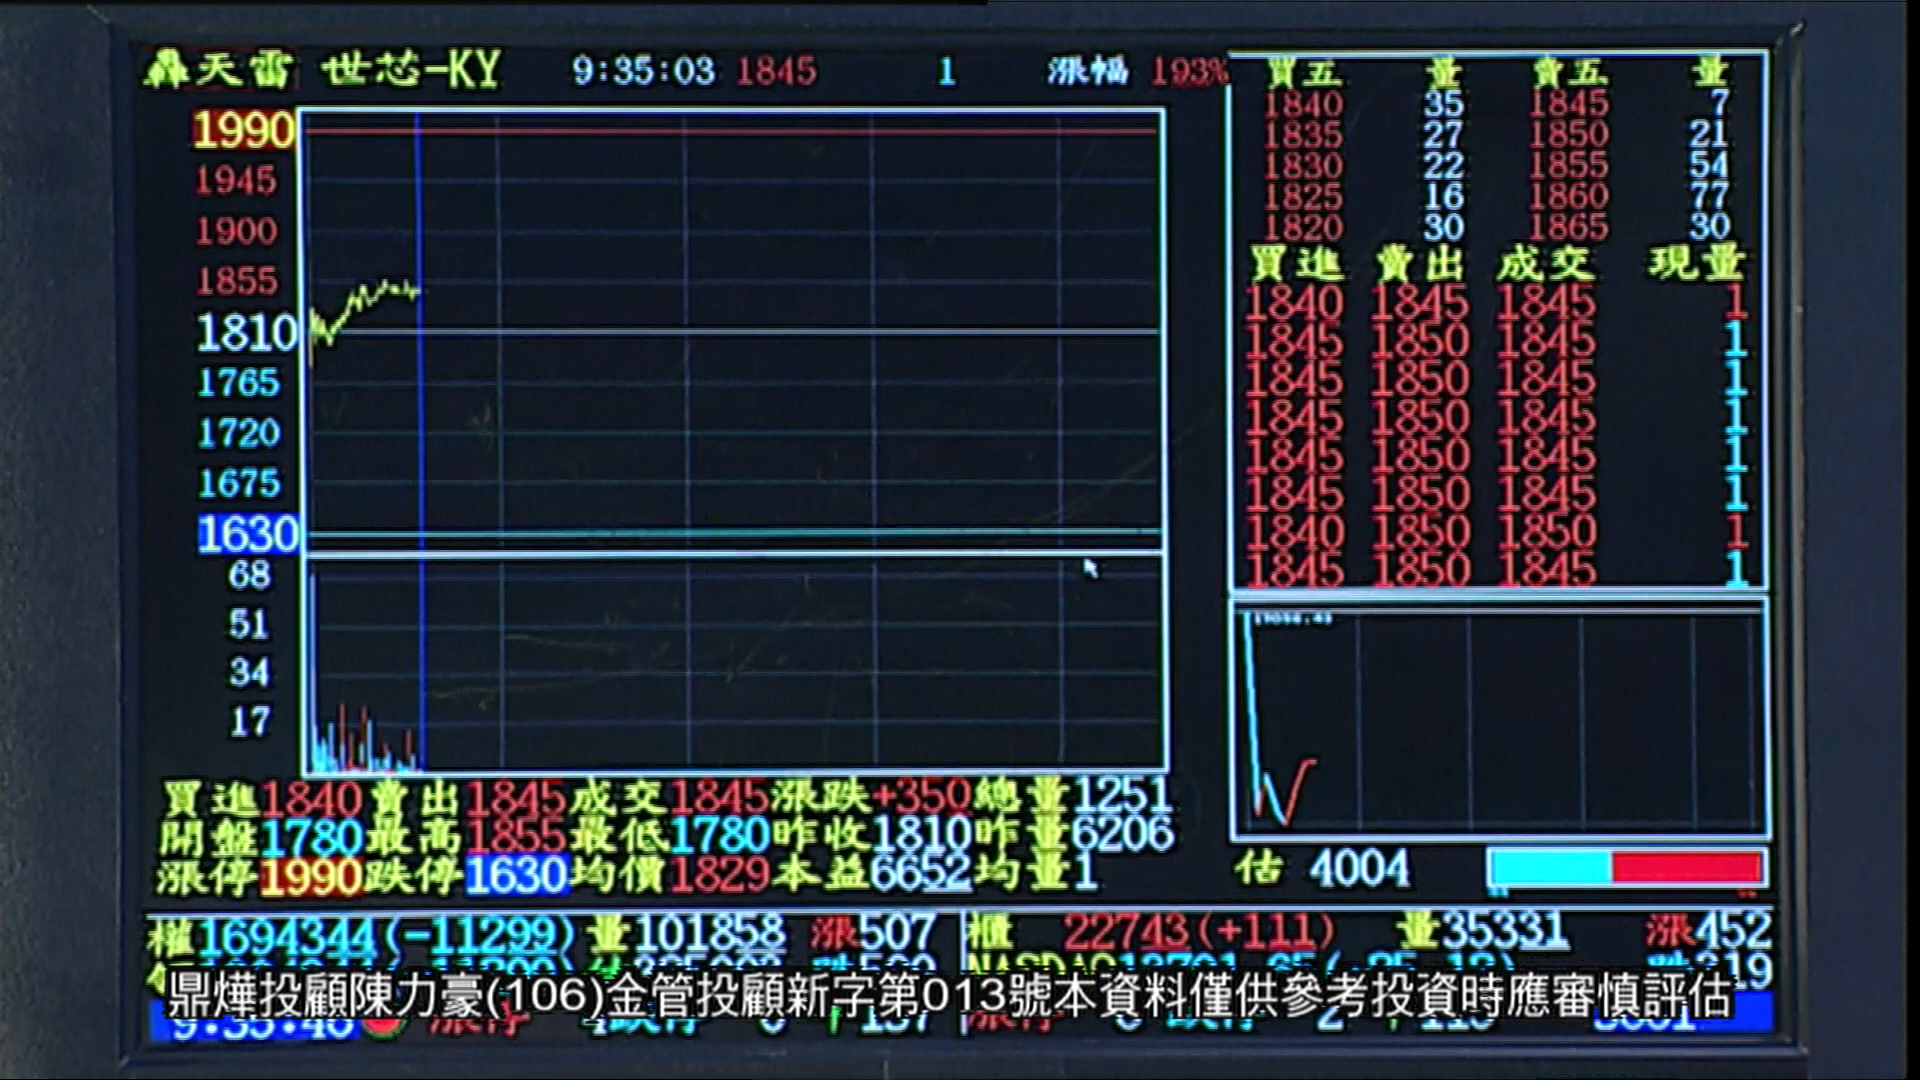 轟天雷 世芯-KY 9:35:03 1845 1 漲幅 193%
1990
1945
1900
1855
1810
1765
1720
1675
1630
68
51
34
17
買五 量 賣五 量
1840 35 1845 7
1835 27 1850 21
1830 22 1855 54
1825 16 1860 77
1820 30 1865 30
買進 賣出 成交 現量
1840 1845 1845 1
1845 1850 1845 1
1845 1850 1845 1
1845 1850 1845 1
1845 1850 1845 1
1845 1850 1845 1
1840 1850 1850 1
1845 1850 1845 1
估 4004
買進1840賣出1845成交1845漲跌+350總量1251
開盤1780最高1855最低1780昨收1810昨量6206
漲停1990跌停1630均價1829本益6652均量1
權1694344(-11299)量101858 漲507
櫃 22743(+111) 量35331 漲452
鼎燁投顧陳力豪(106)金管投顧新字第013號本資料僅供參考投資時應審慎評估